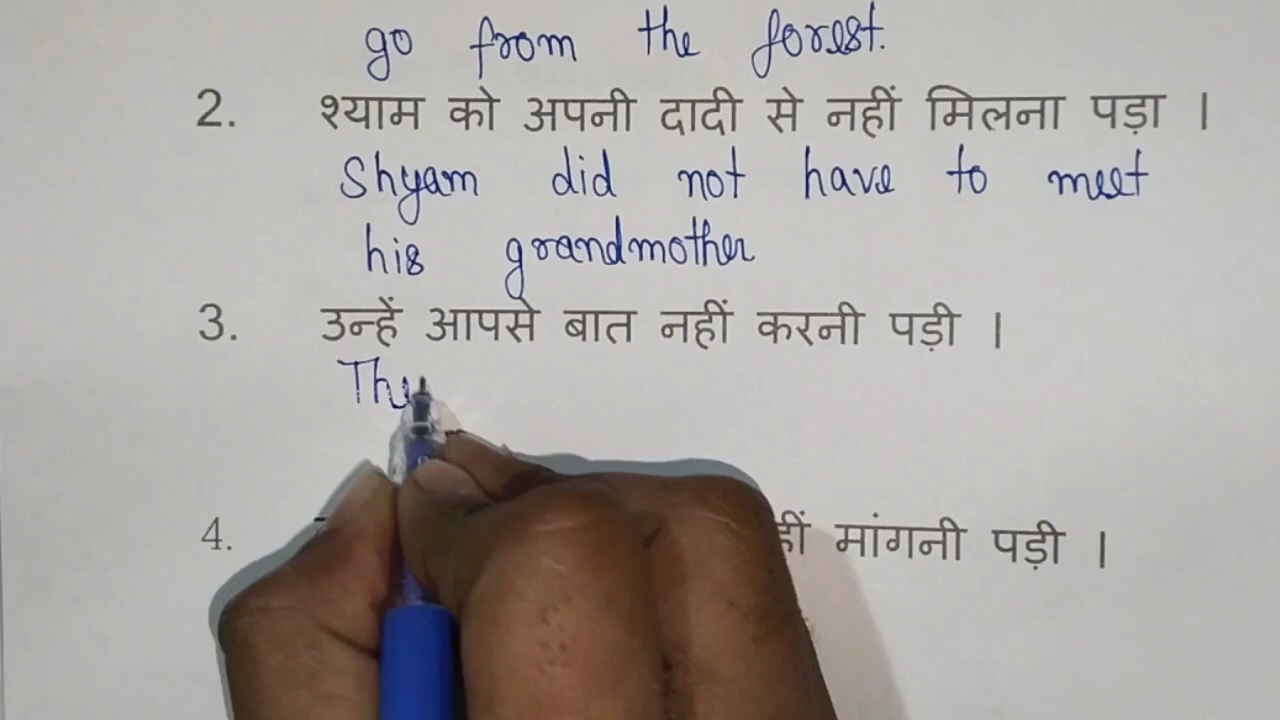 go from the forest.
2. श्याम को अपनी दादी से नहीं मिलना पड़ा ।
Shyam did not have to meet
his grandmother
3. उन्हें आपसे बात नहीं करनी पड़ी ।
The
4. मांगनी पड़ी ।